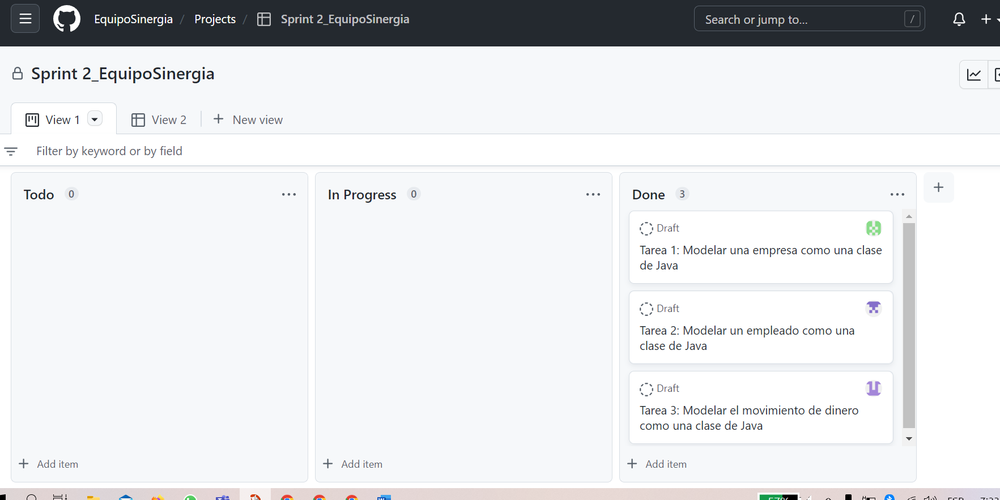 EquipoSinergia / Projects / Sprint 2_EquipoSinergia
Search or jump to... /
Sprint 2_EquipoSinergia
View 1
View 2
New view
Filter by keyword or by field
Todo 0
In Progress 0
Done 3
Draft
Tarea 1: Modelar una empresa como una clase
de Java
Draft
Tarea 2: Modelar un empleado como una
clase de Java
Draft
Tarea 3: Modelar el movimiento de dinero
como una clase de Java
Add item
Add item
Add item
57%
ESP